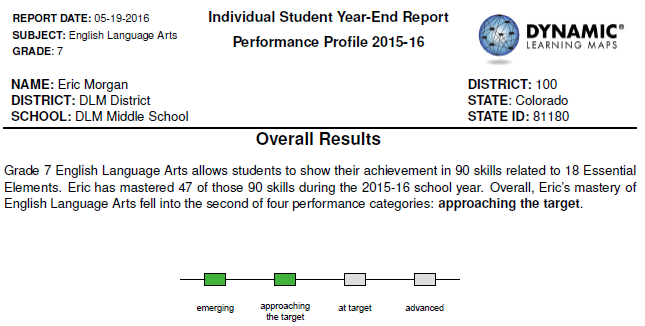 REPORT DATE: 05-19-2016
SUBJECT: English Language Arts
GRADE: 7
Individual Student Year-End Report
Performance Profile 2015-16
DYNAMIC®
LEARNING MAPS
NAME: Eric Morgan
DISTRICT: DLM District
SCHOOL: DLM Middle School
DISTRICT: 100
STATE: Colorado
STATE ID: 81180
Overall Results
Grade 7 English Language Arts allows students to show their achievement in 90 skills related to 18 Essential
Elements. Eric has mastered 47 of those 90 skills during the 2015-16 school year. Overall, Eric's mastery of
English Language Arts fell into the second of four performance categories: approaching the target.
emerging
approaching
the target
at target
advanced